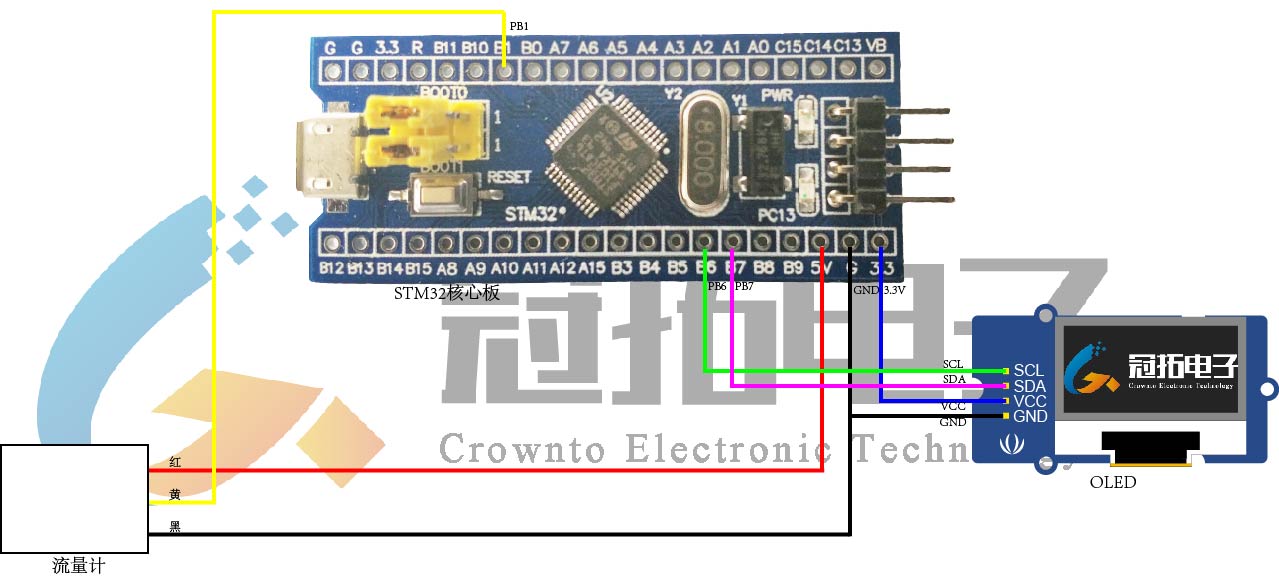 PB1
G G 3.3 R B11 B10 B1 B0 A7 A6 A5 A4 A3 A2 A1 A0 C15 C14 C13 VB
BOOT0
Y2
Y1
PWR
1
1
8000
BOOT1
RESET
STM32
PC13
B12 B13 B14 B15 A8 A9 A10 A11 A12 A15 B3 B4 B5 B6 B7 B8 B9 5V G 3.3
STM32核心板
PB6
PB7
GND
3.3V
冠拓电子
Crownto Electronic Technology
SCL
SDA
VCC
GND
SCL
SDA
VCC
GND
冠拓电子
Crownto Electronic Technology
OLED
红
黄
黑
流量计